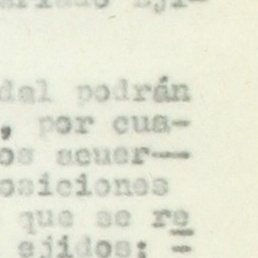 dal podrán
, por cua-
os acuer-—
osiciones
que se re
ejidos; =